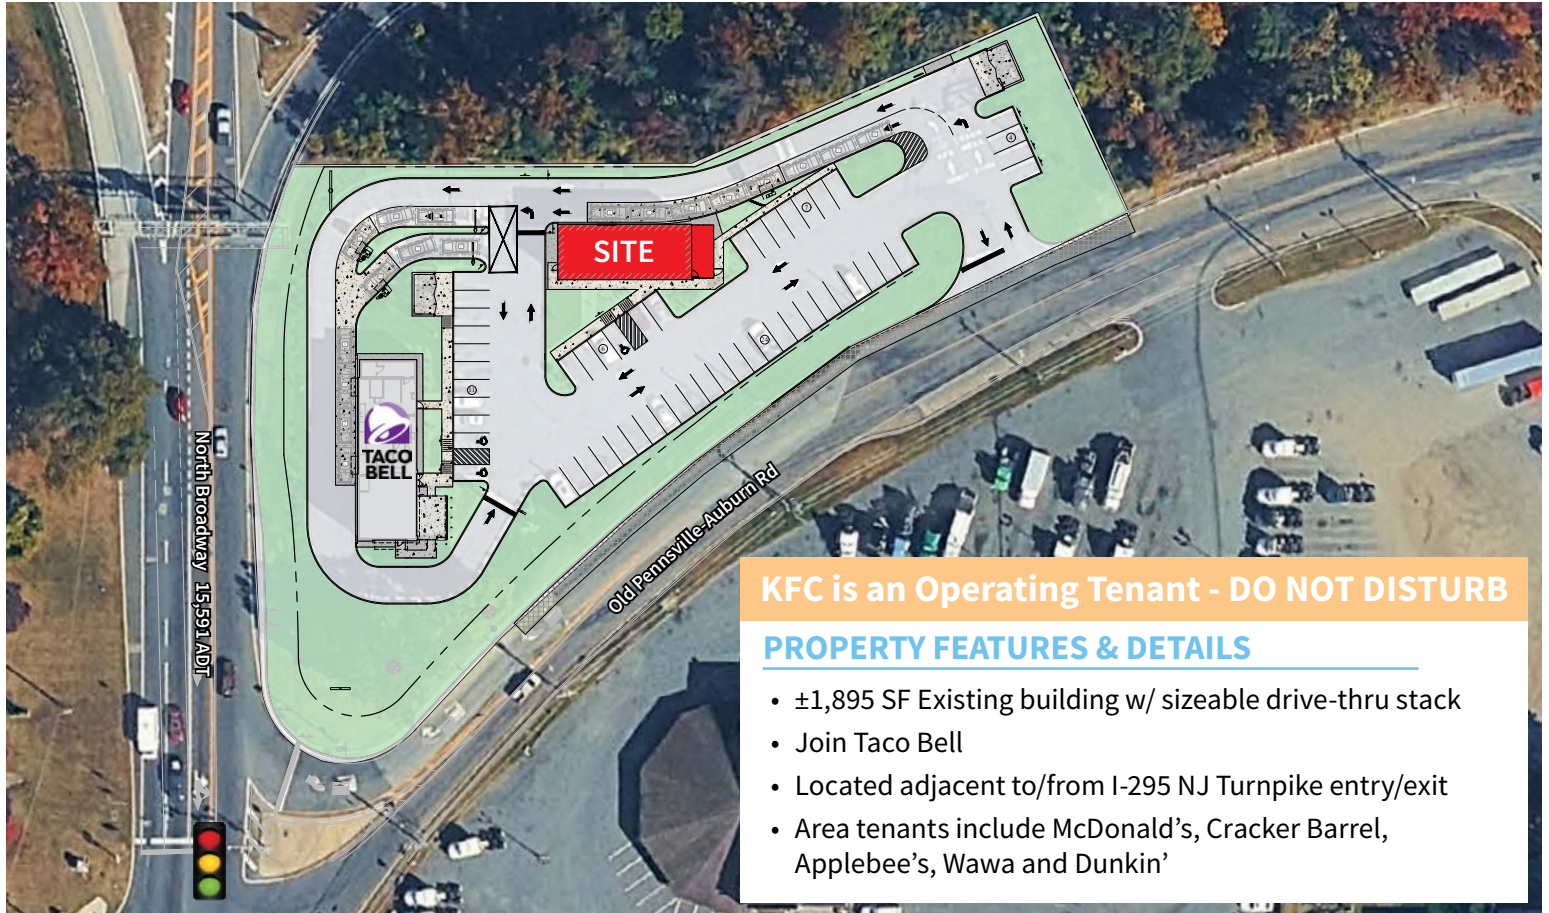 SITE
TACO
BELL
North Broadway 15,591 ADT
Old Pennsville-Auburn Rd
KFC is an Operating Tenant - DO NOT DISTURB
PROPERTY FEATURES & DETAILS
• ±1,895 SF Existing building w/ sizeable drive-thru stack
• Join Taco Bell
• Located adjacent to/from I-295 NJ Turnpike entry/exit
• Area tenants include McDonald's, Cracker Barrel,
Applebee's, Wawa and Dunkin'